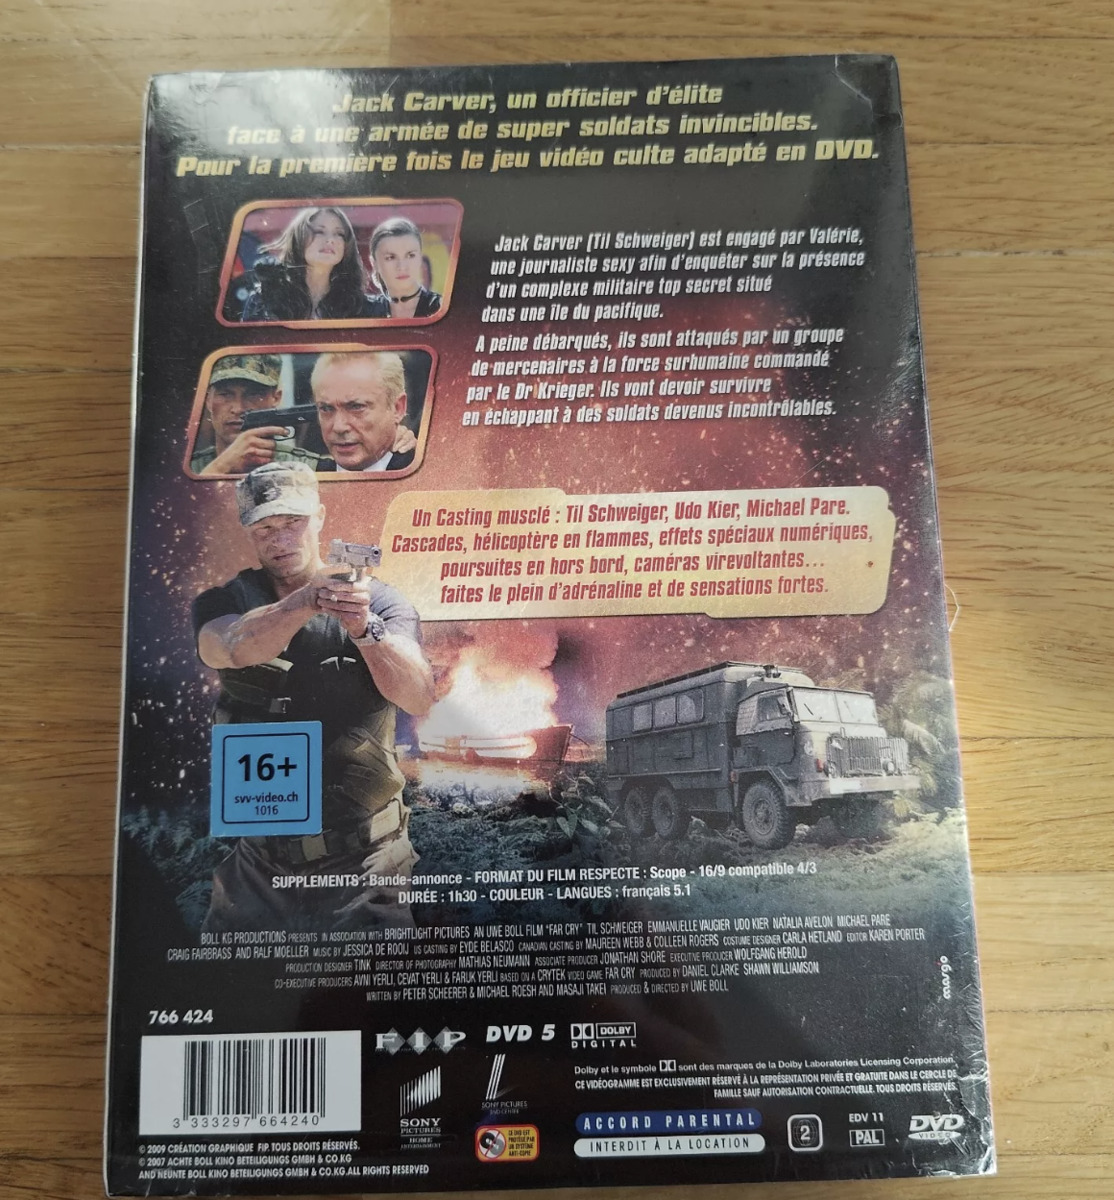 Jack Carver, un officier d'élite
face à une armée de super soldats invincibles.
Pour la première fois le jeu vidéo culte adapté en DVD.
Jack Carver (Til Schweiger) est engagé par Valérie,
une journaliste sexy afin d'enquêter sur la présence
d'un complexe militaire top secret situé
dans une île du pacifique.
A peine débarqués, ils sont attaqués par un groupe
de mercenaires à la force surhumaine commandé
par le Dr Krieger. Ils vont devoir survivre
en échappant à des soldats devenus incontrôlables.
Un Casting musclé : Til Schweiger, Udo Kier, Michael Pare.
Cascades, hélicoptère en flammes, effets spéciaux numériques,
poursuites en hors bord, caméras virevoltantes...
faites le plein d'adrénaline et de sensations fortes.
16+
svv-video.ch
1016
SUPPLEMENTS : Bande-annonce - FORMAT DU FILM RESPECTE : Scope - 16/9 compatible 4/3
DURÉE : 1h30 - COULEUR - LANGUES : français 5.1
BOLL KG PRODUCTIONS PRESENTS IN ASSOCIATION WITH BRIGHTLIGHT PICTURES AN UWE BOLL FILM "FAR CRY" TIL SCHWEIGER EMMANUELLE VAUGIER UDO KIER NATALIA AVELON MICHAEL PARE
CRAIG FAIRBRASS AND RALF MOELLER MUSIC BY JESSICA DE ROOIJ US CASTING BY EYDE BELASCO CANADIAN CASTING BY MAUREEN WEBB & COLLEEN ROGERS COSTUME DESIGNER CARLA HETLAND EDITOR KAREN PORTER
PRODUCTION DESIGNER TINK DIRECTOR OF PHOTOGRAPHY MATHIAS NEUMANN ASSOCIATE PRODUCER JONATHAN SHORE EXECUTIVE PRODUCER WOLFGANG HEROLD
CO-EXECUTIVE PRODUCERS AVNI YERLI, CEVAT YERLI & FARUK YERLI BASED ON A CRYTEK VIDEO GAME FAR CRY PRODUCED BY DANIEL CLARKE SHAWN WILLIAMSON
WRITTEN BY PETER SCHEERER & MICHAEL ROESH AND MASAJI TAKEI PRODUCED & DIRECTED BY UWE BOLL
766 424
FIP
DVD 5
DOLBY
DIGITAL
Dolby et le symbole DD sont des marques de la Dolby Laboratories Licensing Corporation.
CE VIDÉOGRAMME EST EXCLUSIVEMENT RÉSERVÉ À LA REPRÉSENTATION PRIVÉE ET GRATUITE DANS LE CERCLE DE
FAMILLE SAUF AUTORISATION CONTRACTUELLE. TOUS DROITS RÉSERVÉS.
3 333297 664240
SONY
PICTURES
HOME
ENTERTAINMENT
SONY PICTURES
CE DVD EST
PROTÉGÉ PAR
UN SYSTÈME
ANTI-COPIE
ACCORD PARENTAL
INTERDIT À LA LOCATION
2
EDV 11
PAL
DVD
VIDEO
© 2009 CRÉATION GRAPHIQUE FIP. TOUS DROITS RÉSERVÉS.
© 2007 ACHTE BOLL KINO BETEILIGUNGS GMBH & CO.KG
AND NEUNTE BOLL KINO BETEILIGUNGS GMBH & CO.KG. ALL RIGHTS RESERVED